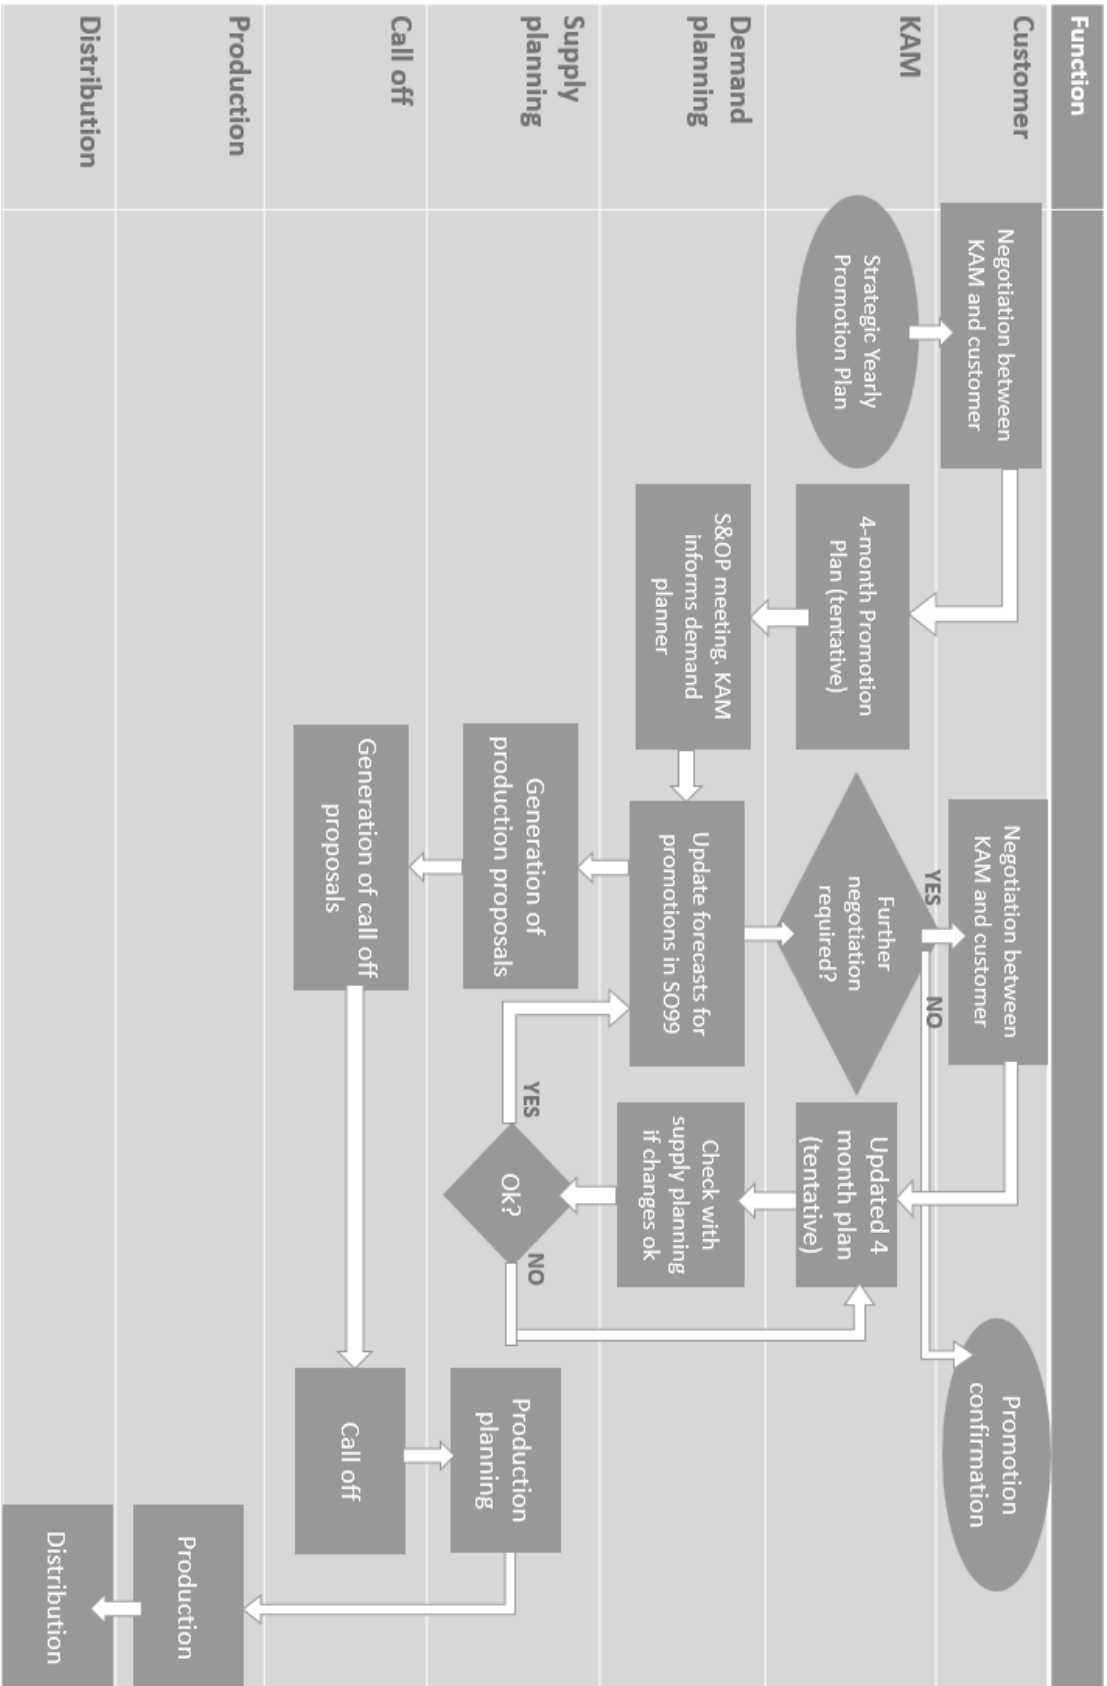 Function
Customer
Negotiation between
KAM and customer
Negotiation between
KAM and customer
Promotion
confirmation
KAM
Strategic Yearly
Promotion Plan
4-month Promotion
Plan (tentative)
Further
negotiation
required?
YES
NO
Updated 4
month plan
(tentative)
Demand
planning
S&OP meeting. KAM
informs demand
planner
Update forecasts for
promotions in SO99
Check with
supply planning
if changes ok
Supply
planning
Generation of
production proposals
YES
Ok?
NO
Production
planning
Call off
Generation of call off
proposals
Call off
Production
Production
Distribution
Distribution